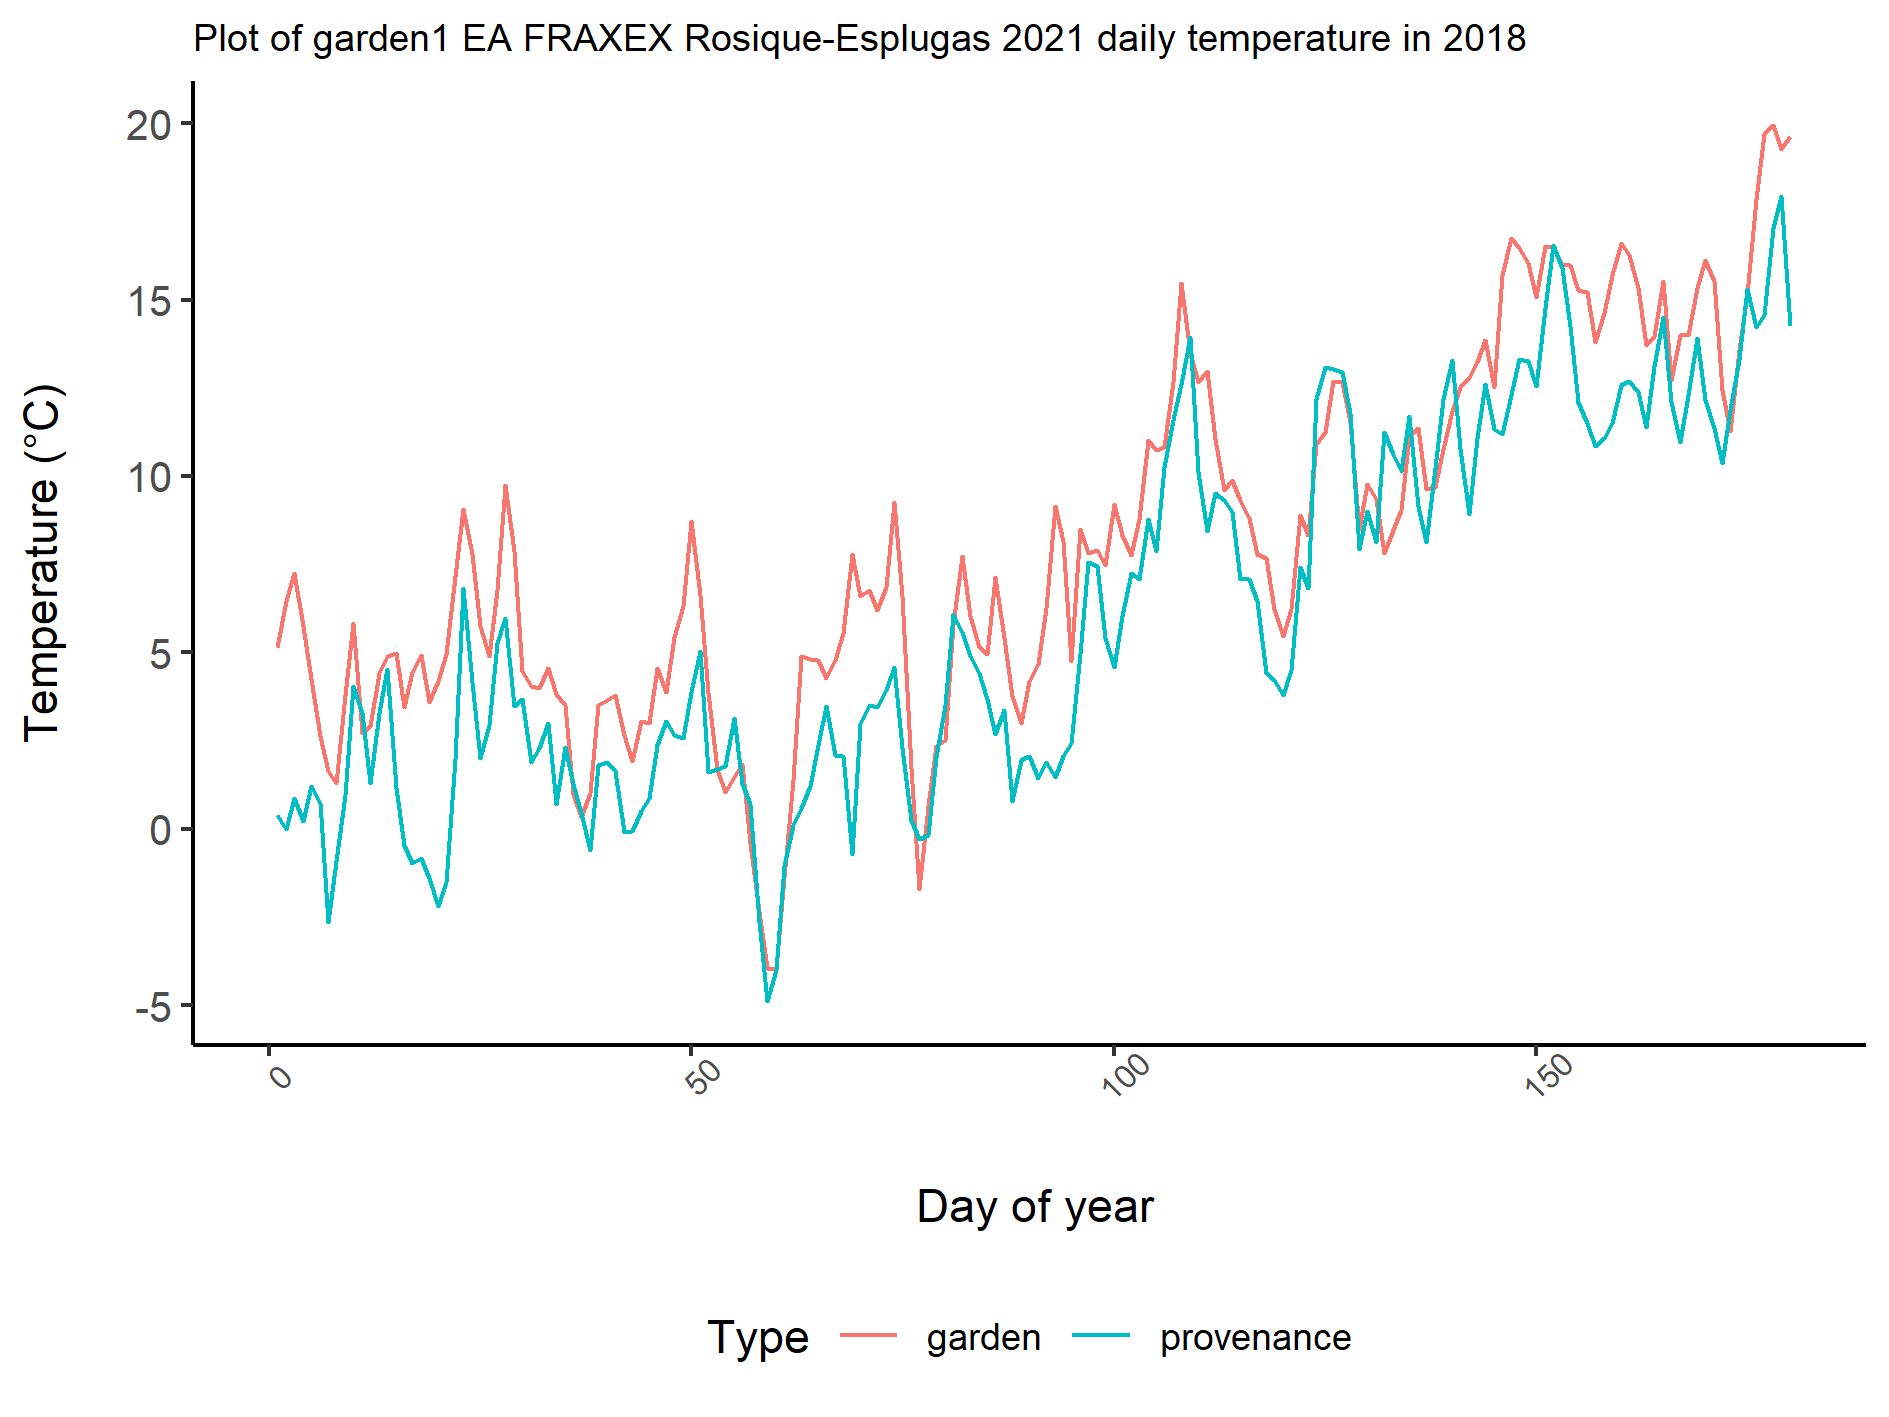 Plot of garden1 EA FRAXEX Rosique-Esplugas 2021 daily temperature in 2018
Temperature (°C)
20
15
10
5
0
-5
0 50 100 150
Day of year
Type garden provenance